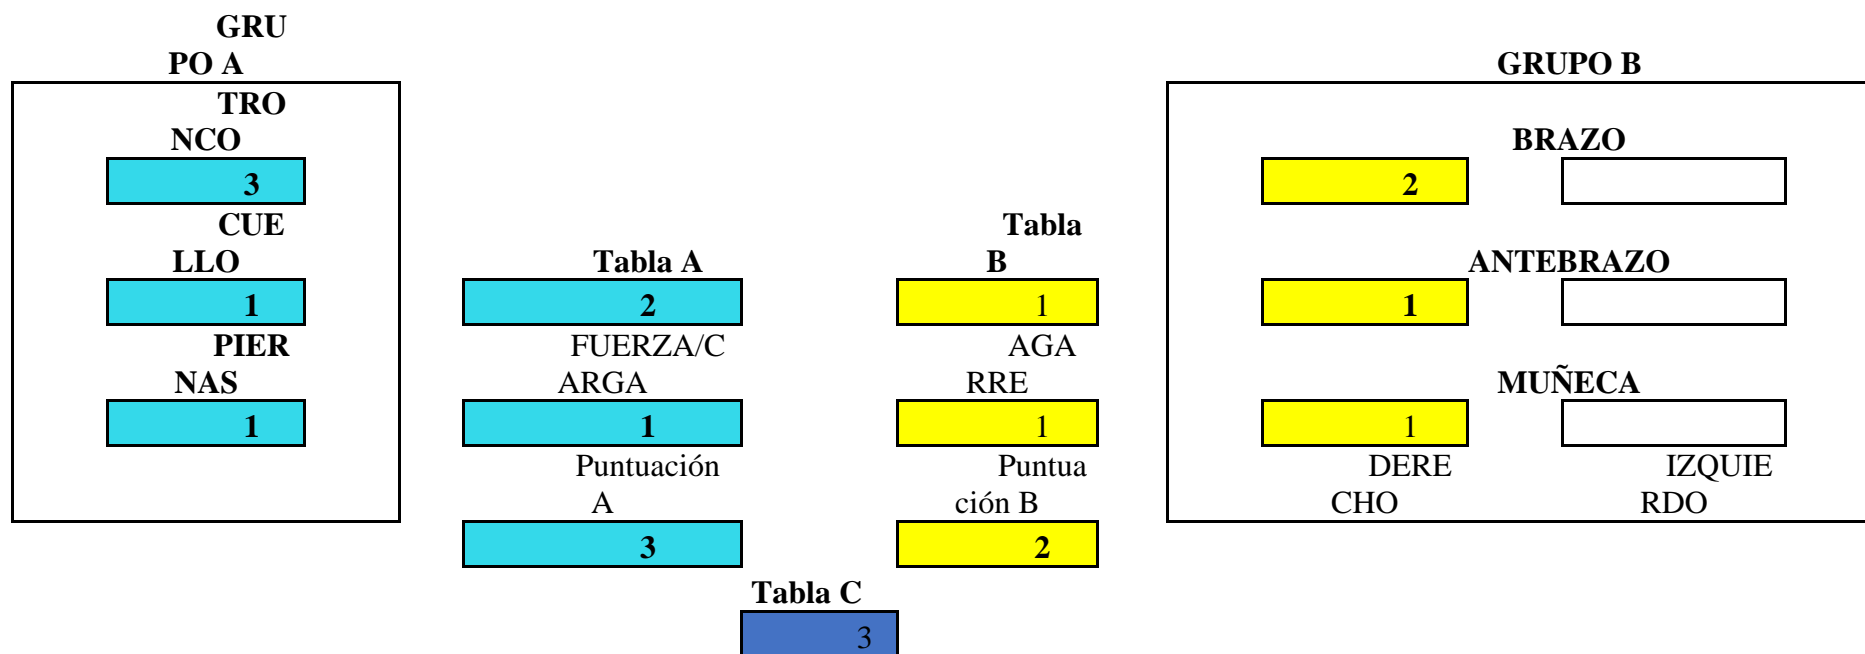 GRU
PO A
GRUPO B
TRO
NCO
BRAZO
3
2
CUE
LLO
Tabla A
Tabla
B
ANTEBRAZO
1
2
1
1
PIER
NAS
FUERZA/C
ARGA
AGA
RRE
MUÑECA
1
1
1
1
Puntuación
A
Puntua
ción B
DERE
CHO
IZQUIE
RDO
3
2
Tabla C
3